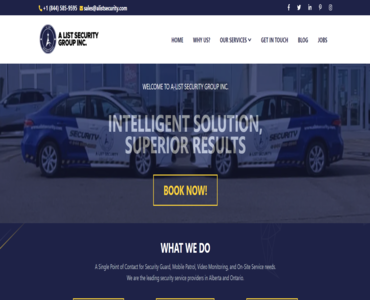 +1 (844) 585-9595 sales@alistsecurity.com
A LIST SECURITY
GROUP INC.
HOME WHY US? OUR SERVICES GET IN TOUCH BLOG JOBS
WELCOME TO A-LIST SECURITY GROUP INC.
INTELLIGENT SOLUTION,
SUPERIOR RESULTS
SECURITY
SECURITY
BOOK NOW!
WHAT WE DO
A Single Point of Contact for Security Guard, Mobile Patrol, Video Monitoring, and On-Site Service needs.
We are the leading security service providers in Alberta and Ontario.